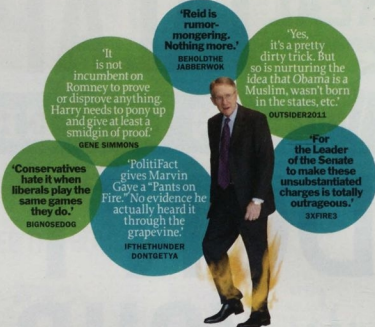 ‘Reid is
rumor-
mongering.
Nothing more.’
BEHOLDTHE
JABBERWOK
‘It
is not
incumbent on
Romney to prove
or disprove anything.
Harry needs to pony up
and give at least a
smidgin of proof.’
GENE SIMMONS
‘Yes,
it’s a pretty
dirty trick. But
so is nurturing the
idea that Obama is a
Muslim, wasn’t born
in the states, etc.’
OUTSIDER2011
‘Conservatives
hate it when
liberals play the
same games
they do.’
BIGNOSEDOG
‘PolitiFact
gives Marvin
Gaye a “Pants on
Fire.” No evidence he
actually heard it
through the
grapevine.’
IFTHETHUNDER
DONTGETYA
‘For
the Leader
of the Senate
to make these
unsubstantiated
charges is totally
outrageous.’
3XFIRE3